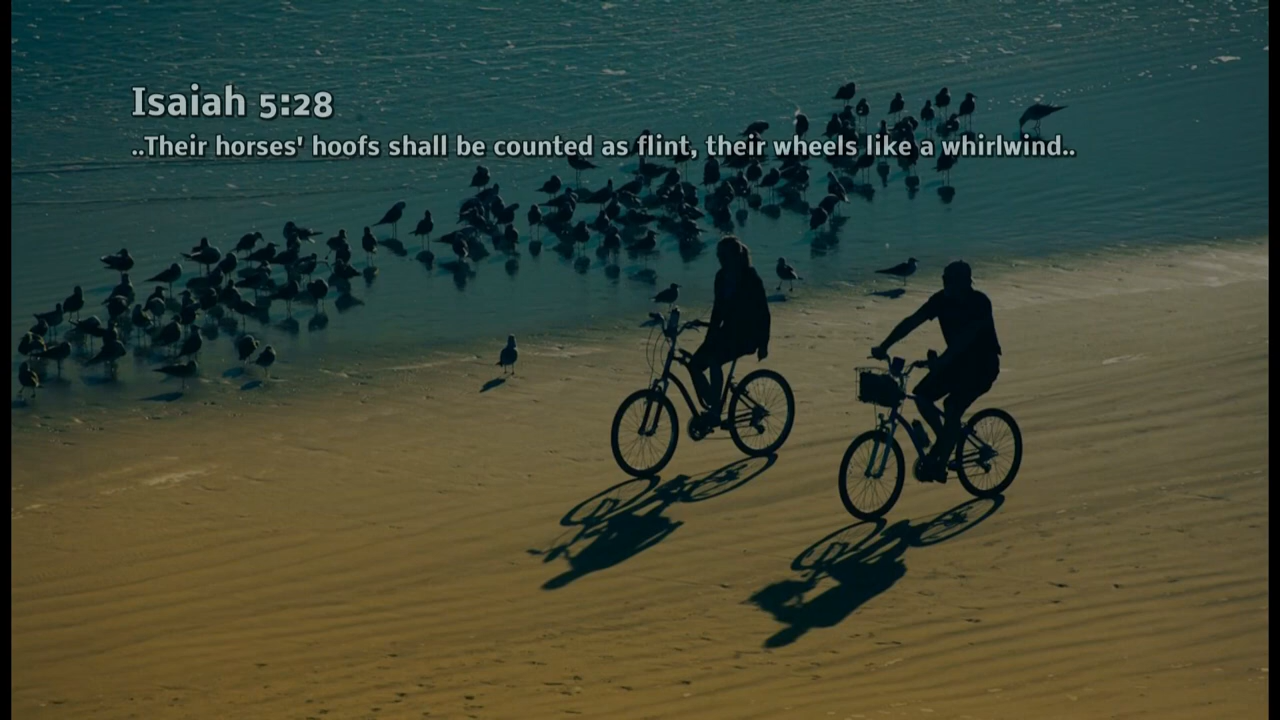 Isaiah 5:28
..Their horses' hoofs shall be counted as flint, their wheels like a whirlwind..